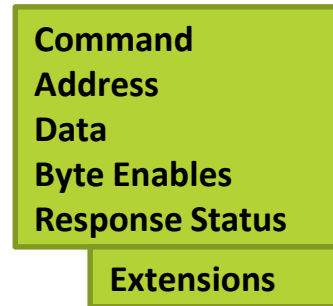 Command
Address
Data
Byte Enables
Response Status
Extensions